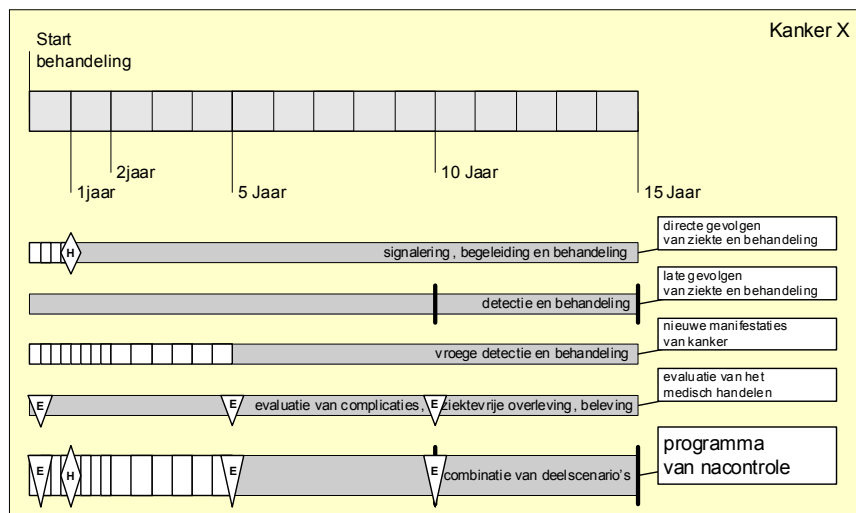 Kanker X
Start
behandeling
2jaar
10 Jaar
1jaar
5 Jaar
15 Jaar
H
signalering, begeleiding en behandeling
directe gevolgen
van ziekte en behandeling
detectie en behandeling
late gevolgen
van ziekte en behandeling
vroege detectie en behandeling
nieuwe manifestaties
van kanker
E
E
E
evaluatie van complicaties, ziektevrije overleving, beleving
evaluatie van het
medisch handelen
E
H
E
E
combinatie van deelscenario's
programma
van nacontrole